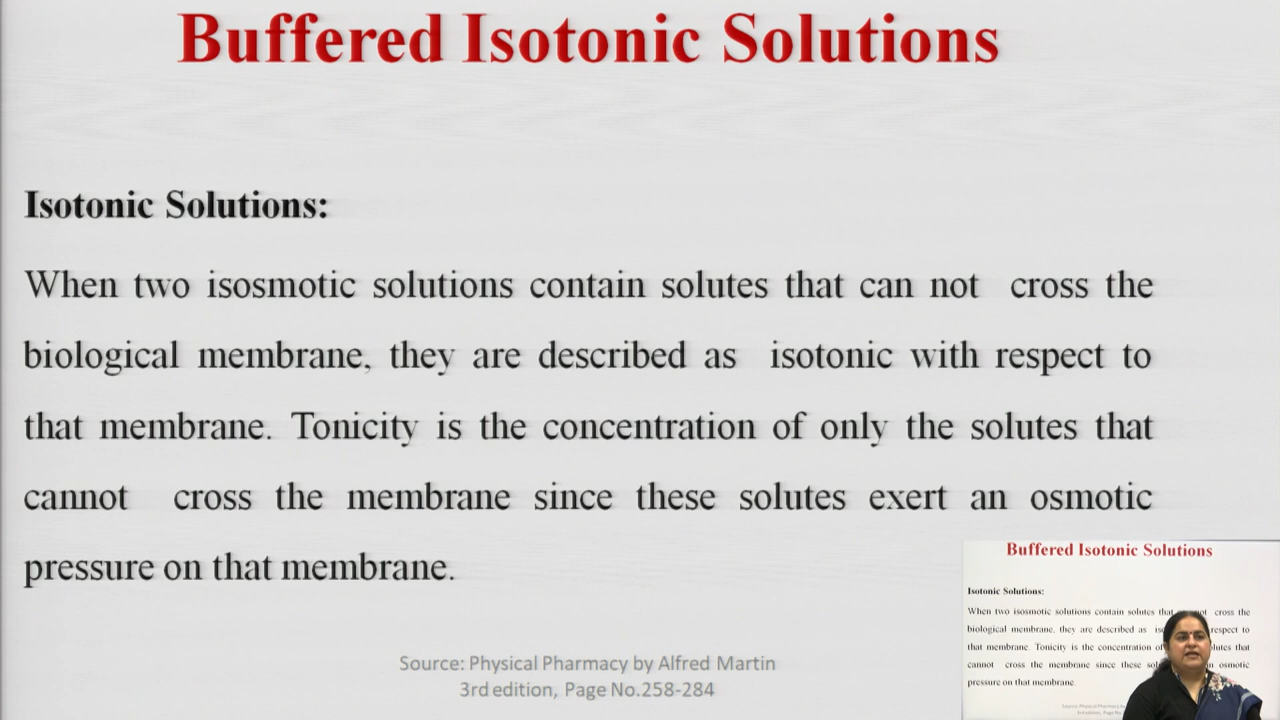 Buffered Isotonic Solutions
Isotonic Solutions:
When two isosmotic solutions contain solutes that can not cross the
biological membrane, they are described as isotonic with respect to
that membrane. Tonicity is the concentration of only the solutes that
cannot cross the membrane since these solutes exert an osmotic
pressure on that membrane.
Source: Physical Pharmacy by Alfred Martin
3rd edition, Page No.258-284
Buffered Isotonic Solutions
Isotonic Solutions:
When two isosmotic solutions contain solutes that cross the
biological membrane, they are described as respect to
that membrane. Tonicity is the concentration of that
cannot cross the membrane since these osmotic
pressure on that membrane.